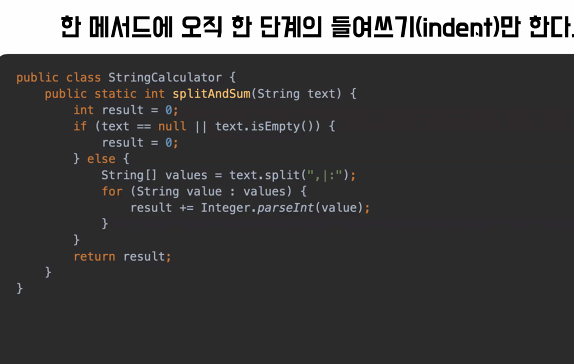 한 메서드에 오직 한 단계의 들여쓰기(indent)만 한다.
public class StringCalculator {
    public static int splitAndSum(String text) {
        int result = 0;
        if (text == null || text.isEmpty()) {
            result = 0;
        } else {
            String[] values = text.split(",|:");
            for (String value : values) {
                result += Integer.parseInt(value);
            }
        }
        return result;
    }
}